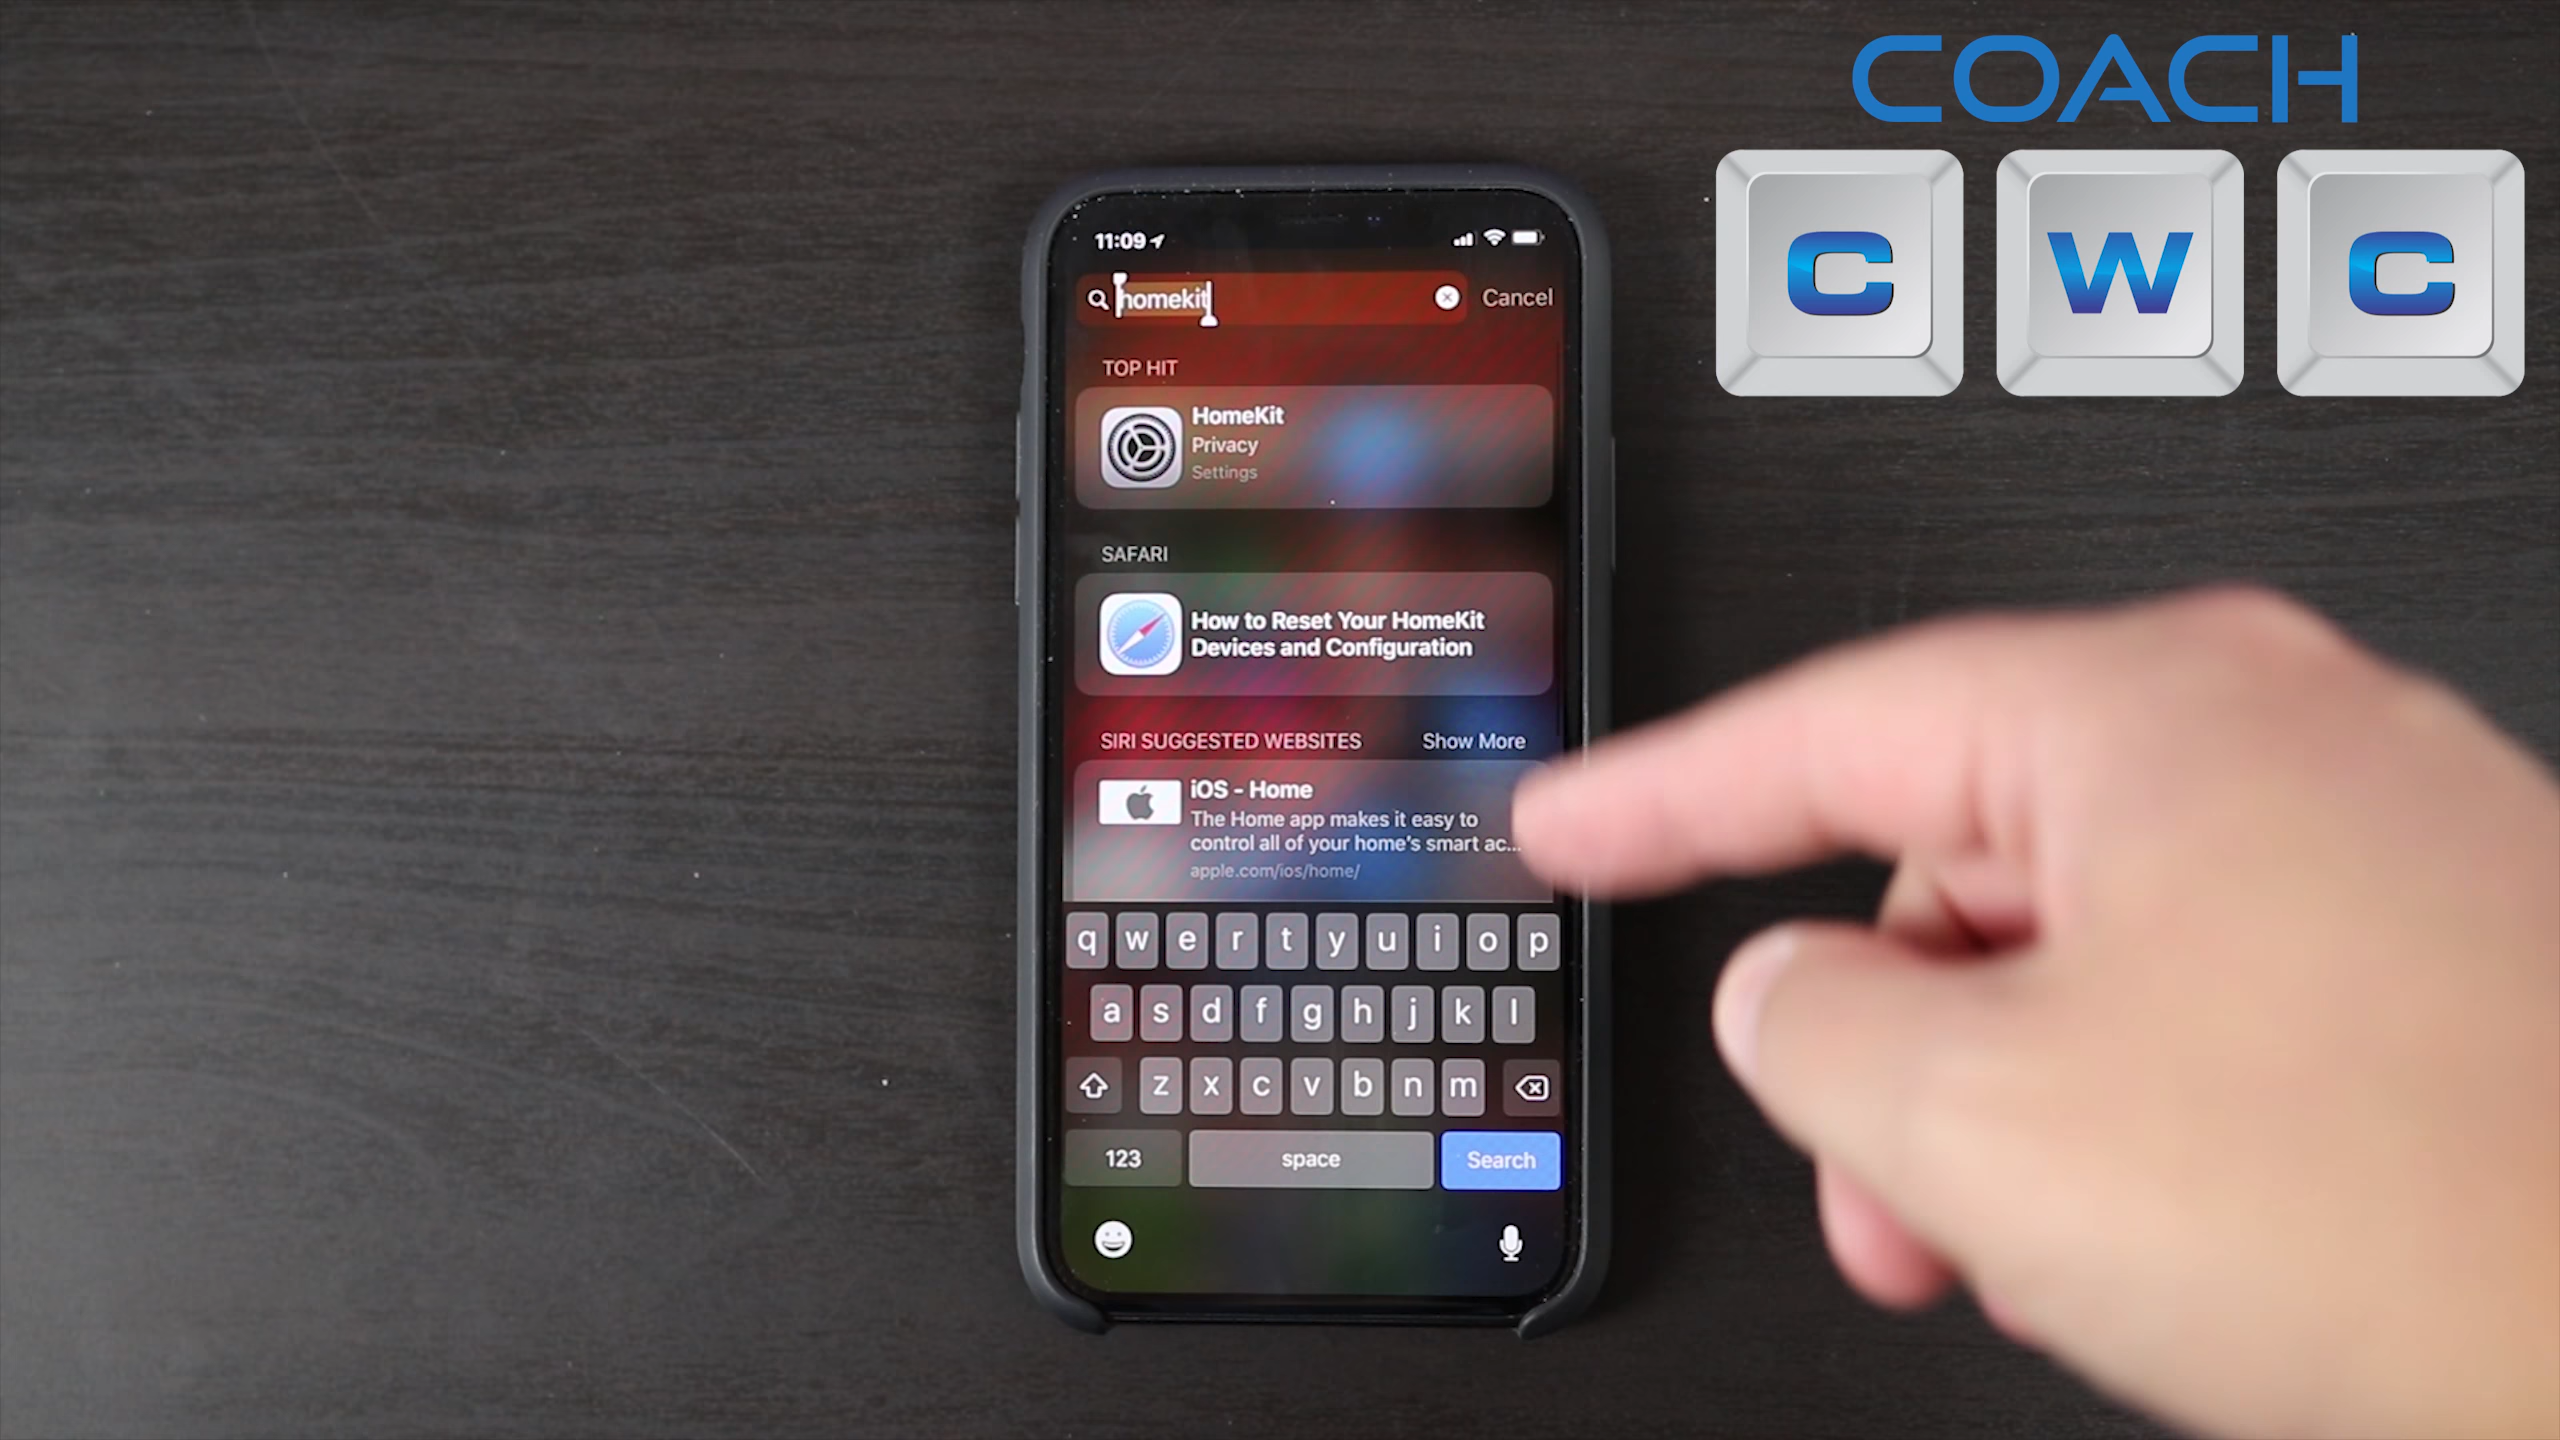 COACH
C W C
11:09
homekit
Cancel
TOP HIT
HomeKit
Privacy
Settings
SAFARI
How to Reset Your HomeKit
Devices and Configuration
SIRI SUGGESTED WEBSITES Show More
iOS - Home
The Home app makes it easy to
control all of your home's smart ac...
apple.com/ios/home/
q w e r t y u i o p
a s d f g h j k l
z x c v b n m
123 space Search